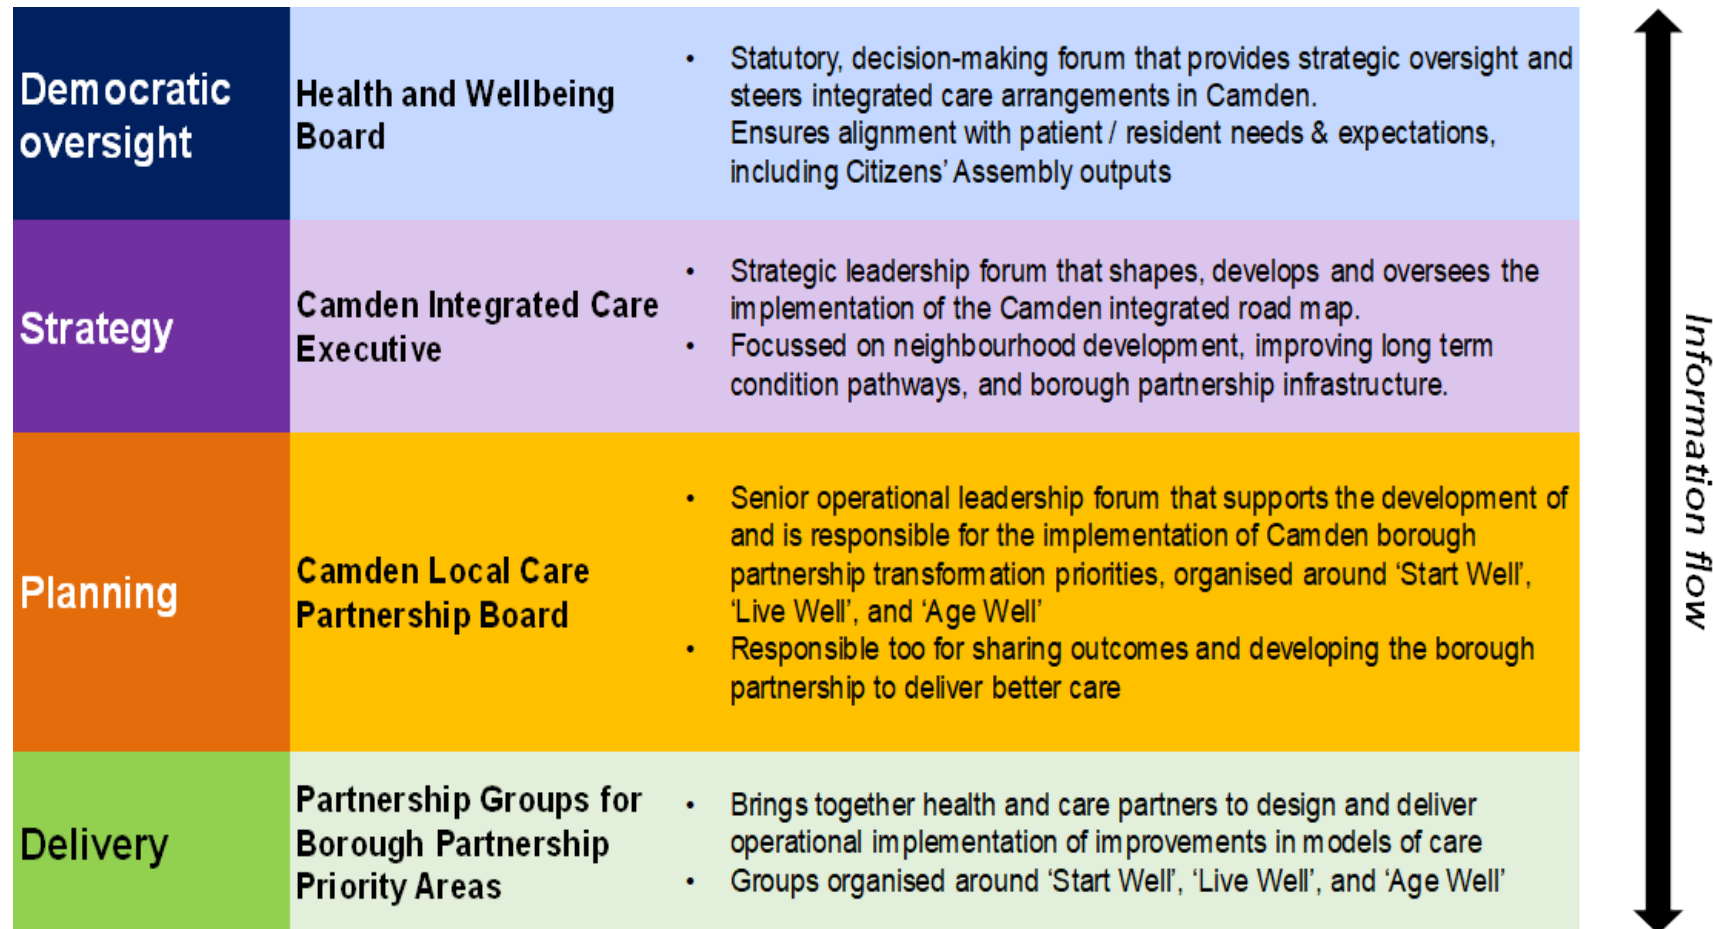 Democratic
oversight
Health and Wellbeing
Board
• Statutory, decision-making forum that provides strategic oversight and
steers integrated care arrangements in Camden.
Ensures alignment with patient / resident needs & expectations,
including Citizens’ Assembly outputs
Strategy
Camden Integrated Care
Executive
• Strategic leadership forum that shapes, develops and oversees the
implementation of the Camden integrated road map.
• Focussed on neighbourhood development, improving long term
condition pathways, and borough partnership infrastructure.
Planning
Camden Local Care
Partnership Board
• Senior operational leadership forum that supports the development of
and is responsible for the implementation of Camden borough
partnership transformation priorities, organised around ‘Start Well’,
‘Live Well’, and ‘Age Well’
• Responsible too for sharing outcomes and developing the borough
partnership to deliver better care
Delivery
Partnership Groups for
Borough Partnership
Priority Areas
• Brings together health and care partners to design and deliver
operational implementation of improvements in models of care
• Groups organised around ‘Start Well’, ‘Live Well’, and ‘Age Well’
Information flow